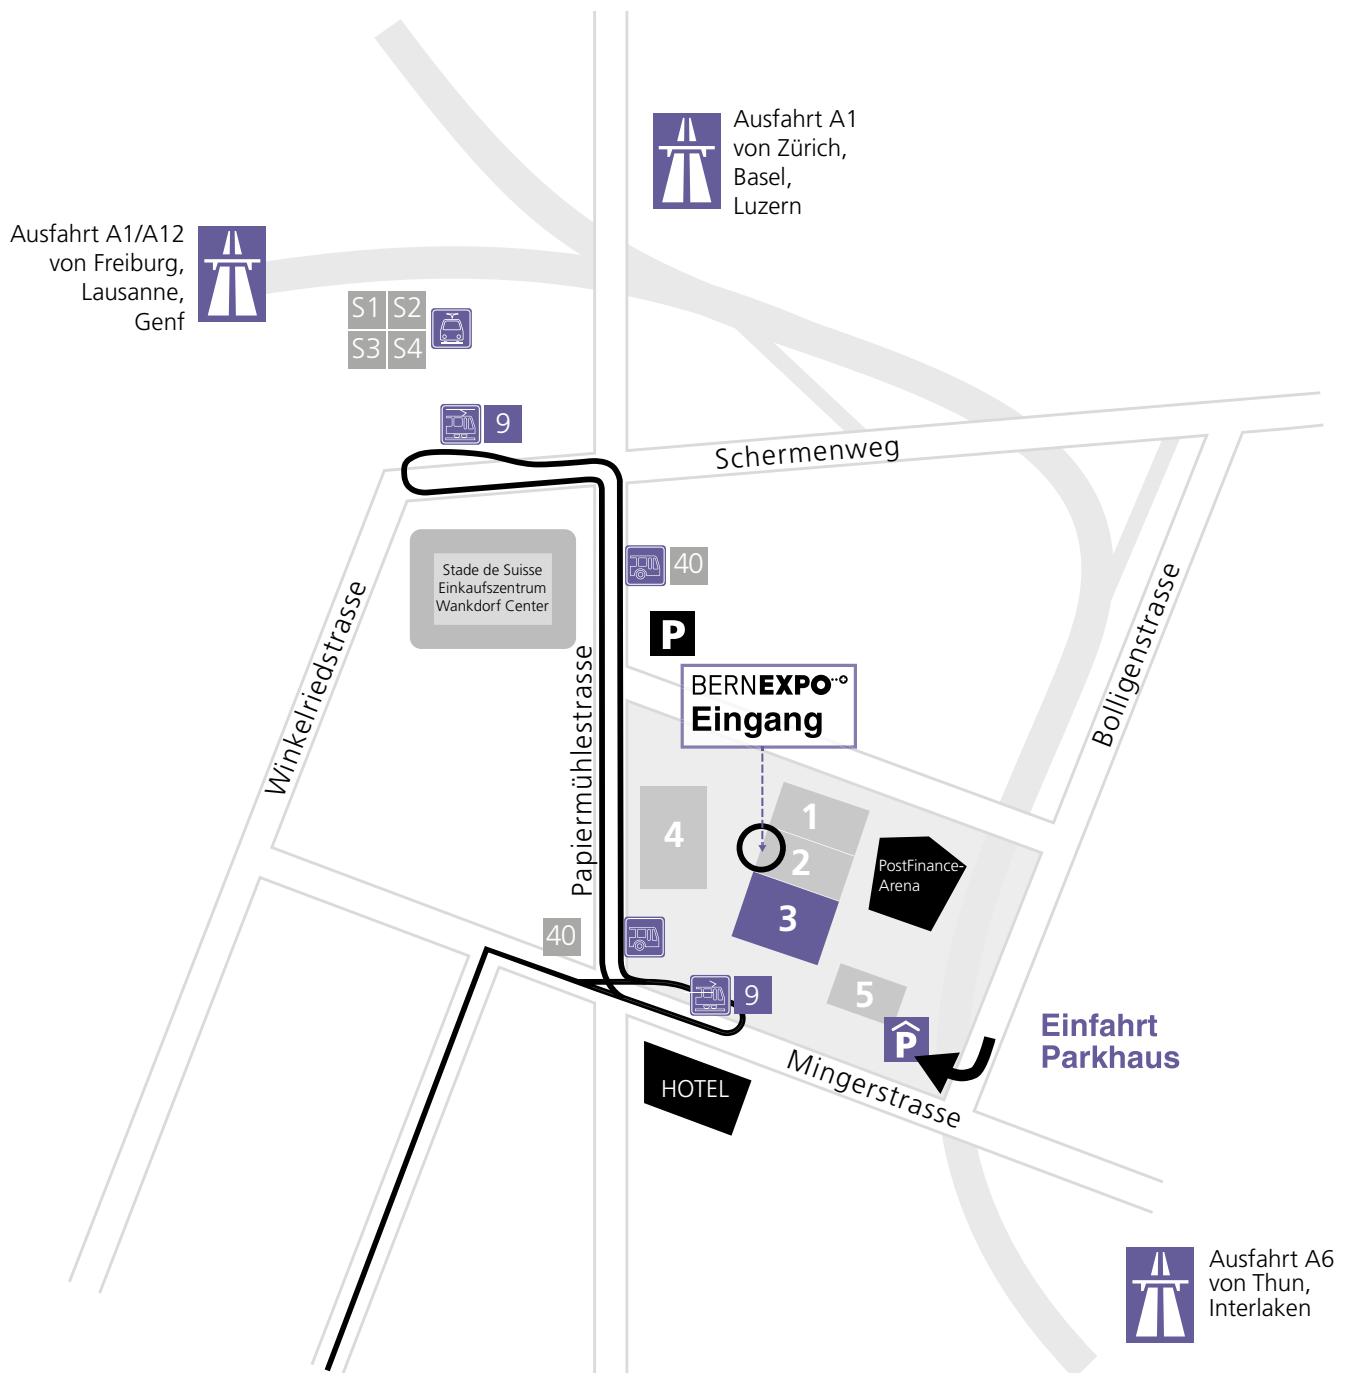 Ausfahrt A1
von Zürich,
Basel,
Luzern
Ausfahrt A1/A12
von Freiburg,
Lausanne,
Genf
S1 S2
S3 S4
9
Schermenweg
Stade de Suisse
Einkaufszentrum
Wankdorf Center
40
P
Winkelriedstrasse
Papiermühlestrasse
Bolligenstrasse
BERNEXPO
Eingang
1
4
2
PostFinance-
Arena
3
40
9
5
P
Einfahrt
Parkhaus
Mingerstrasse
HOTEL
Ausfahrt A6
von Thun,
Interlaken